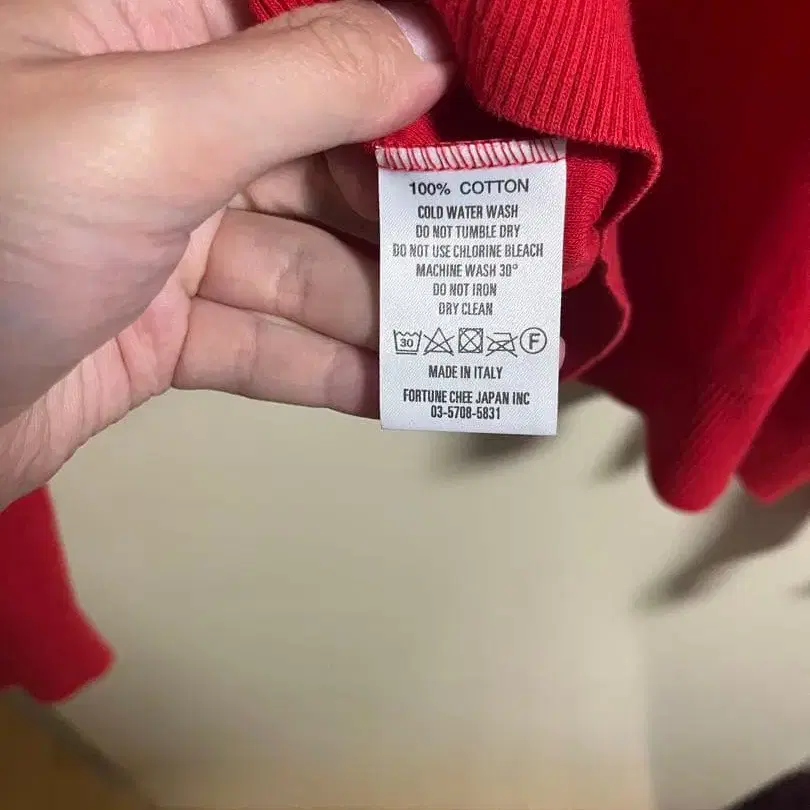 100% COTTON
COLD WATER WASH
DO NOT TUMBLE DRY
DO NOT USE CHLORINE BLEACH
MACHINE WASH 30°
DO NOT IRON
DRY CLEAN
30 F
MADE IN ITALY
FORTUNE CHEE JAPAN INC
03-5708-5831